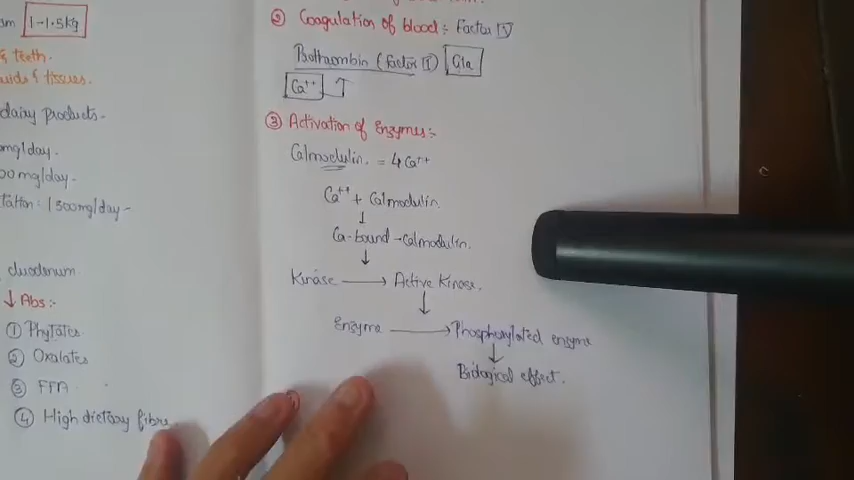 1-1.5kg
& teeth.
& tissues.
dairy products.
mg/day.
mg/day.
: 1500mg/day
duodenum
↓ Abs:-
① Phytates
② Oxalates
③ FFA
④ High dietary fibre
② Coagulation of blood: Factor IV
Prothrombin (Factor II) Gla
Ca++
③ Activation of Enzymes:-
Calmodulin. = 4Ca++
Ca++ + Calmodulin.
↓
Ca-bound-Calmodulin.
↓
Kinase → Active Kinase.
↓
Enzyme → Phosphorylated enzyme
↓
Biological effect.